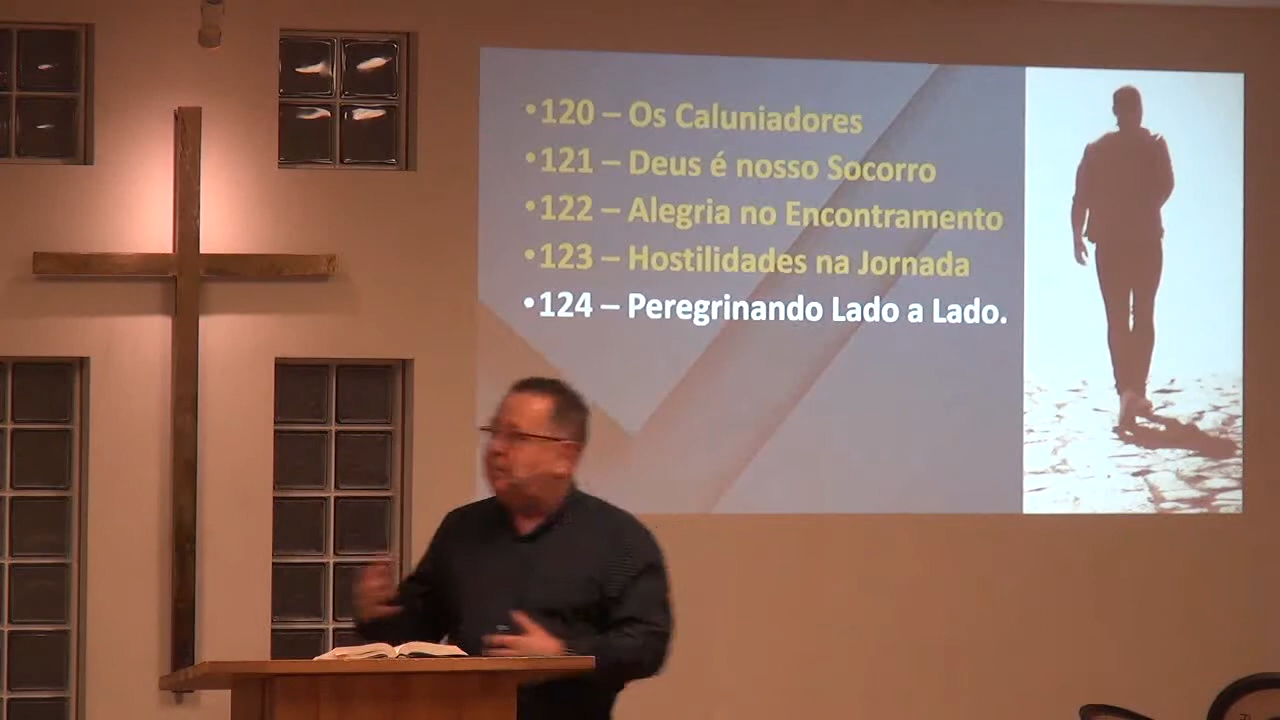 •120 – Os Caluniadores
•121 – Deus é nosso Socorro
•122 – Alegria no Encontramento
•123 – Hostilidades na Jornada
•124 – Peregrinando Lado a Lado.